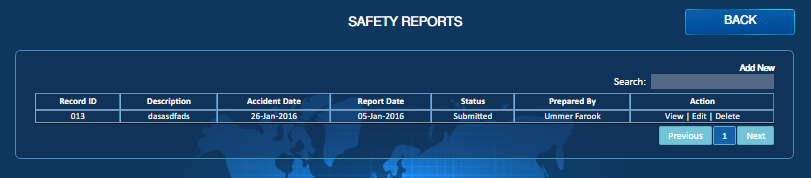 SAFETY REPORTS
BACK
Add New
Search:
Record ID Description Accident Date Report Date Status Prepared By Action
013 dasasdfads 26-Jan-2016 05-Jan-2016 Submitted Ummer Farook View | Edit | Delete
Previous 1 Next